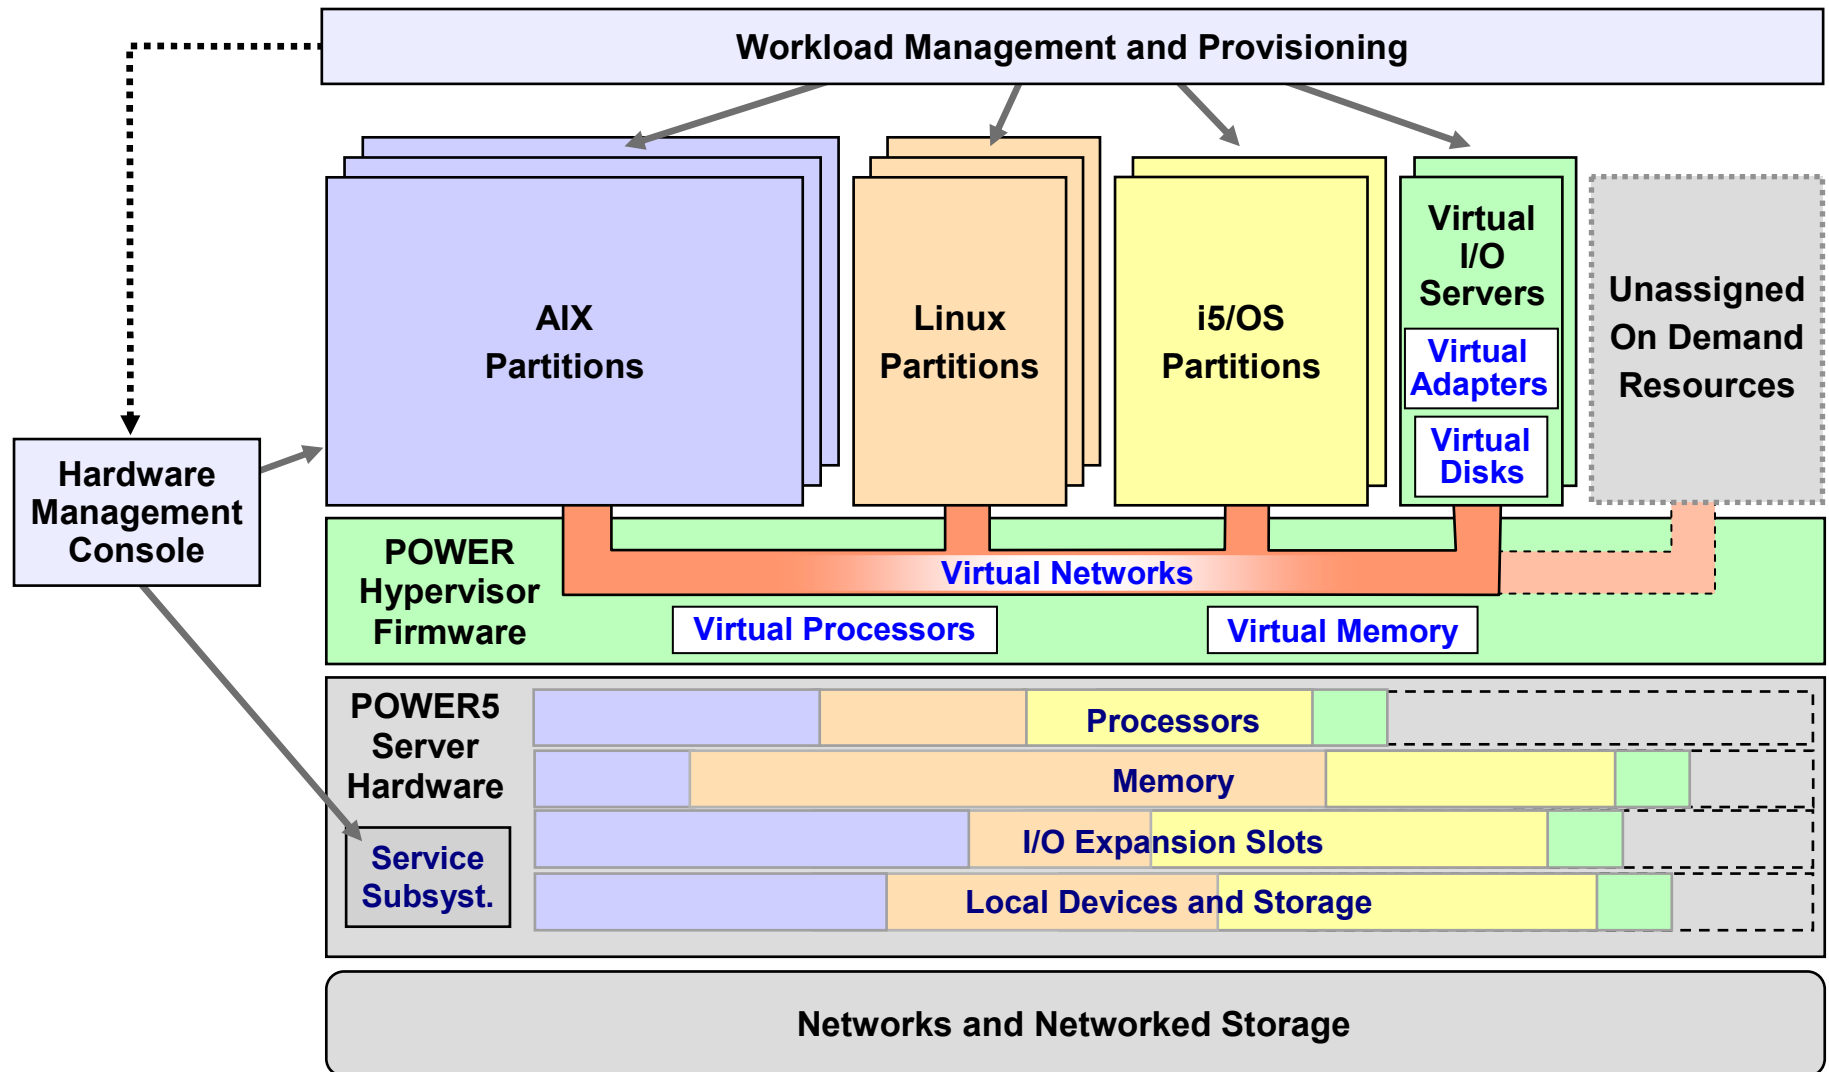 Workload Management and Provisioning
AIX
Partitions
Linux
Partitions
i5/OS
Partitions
Virtual
I/O
Servers
Virtual
Adapters
Virtual
Disks
Unassigned
On Demand
Resources
Hardware
Management
Console
POWER
Hypervisor
Firmware
Virtual Networks
Virtual Processors
Virtual Memory
POWER5
Server
Hardware
Service
Subsyst.
Processors
Memory
I/O Expansion Slots
Local Devices and Storage
Networks and Networked Storage